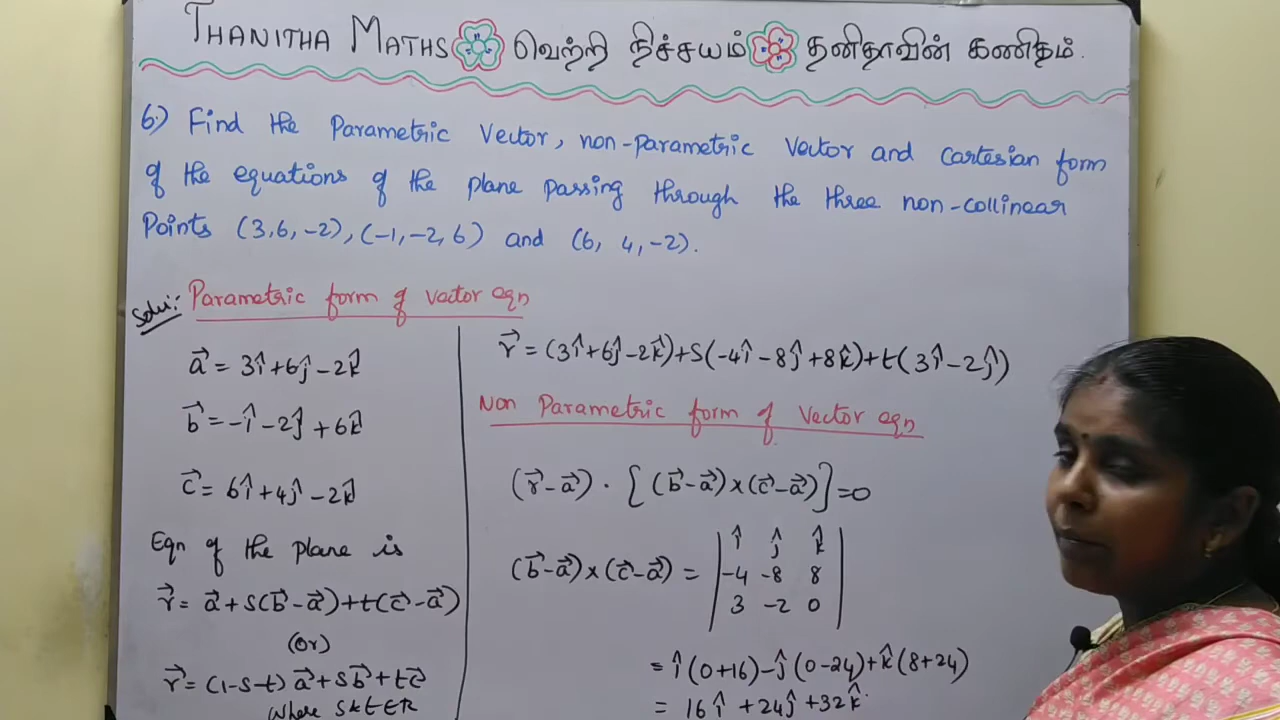 THANITHA MATHS வெற்றி நிச்சயம் தனிதாவின் கணிதம்.
6.) Find the Parametric Vector, non-parametric Vector and Cartesian form
of the equations of the plane passing through the three non-collinear
Points (3,6,-2), (-1,-2,6) and (6, 4, -2).
Solu:- Parametric form of vector eqn
a⃗ = 3î+6ĵ-2k̂
b⃗ = -î-2ĵ+6k̂
c⃗ = 6î+4ĵ-2k̂
Eqn of the plane is
r⃗ = a⃗+s(b⃗-a⃗)+t(c⃗-a⃗)
(or)
r⃗ = (1-s-t)a⃗+sb⃗+tc⃗
where s & t ∈ R
r⃗ = (3î+6ĵ-2k̂)+s(-4î-8ĵ+8k̂)+t(3î-2ĵ)
Non Parametric form of Vector eqn
(r⃗-a⃗) · [(b⃗-a⃗)×(c⃗-a⃗)]=0
î ĵ k̂
(b⃗-a⃗)×(c⃗-a⃗) = | -4 -8 8 |
3 -2 0
= î(0+16)-ĵ(0-24)+k̂(8+24)
= 16î+24ĵ+32k̂.